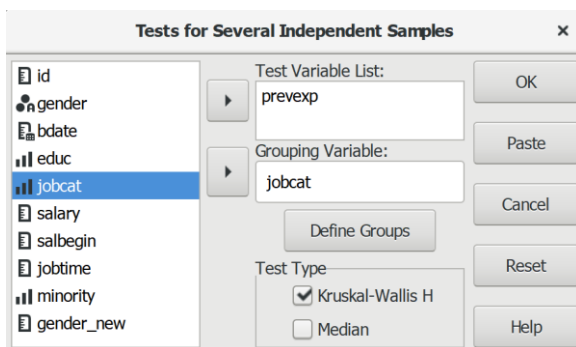 Tests for Several Independent Samples ×
id
gender
bdate
educ
jobcat
salary
salbegin
jobtime
minority
gender_new
Test Variable List:
prevexp
Grouping Variable:
jobcat
Define Groups
Test Type
Kruskal-Wallis H
Median
OK
Paste
Cancel
Reset
Help